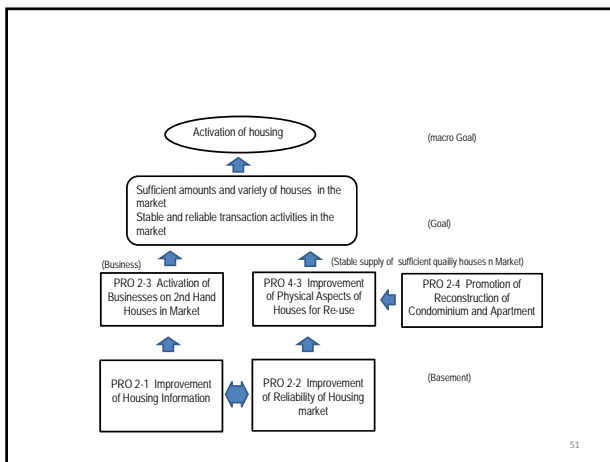 Activation of housing
(macro Goal)
Sufficient amounts and variety of houses in the
market
Stable and reliable transaction activities in the
market
(Goal)
(Business)
(Stable supply of sufficient qualiiy houses n Market)
PRO 2-3 Activation of
Businesses on 2nd Hand
Houses in Market
PRO 4-3 Improvement
of Physical Aspects of
Houses for Re-use
PRO 2-4 Promotion of
Reconstruction of
Condominium and Apartment
PRO 2-1 Improvement
of Housing Information
PRO 2-2 Improvement
of Reliability of Housing
market
(Basement)
51